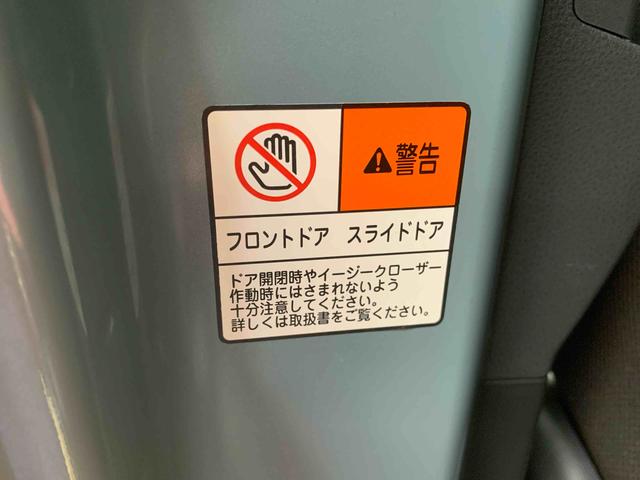 警告
フロントドア　スライドドア
ドア開閉時やイージークローザー
作動時にはさまれないよう
十分注意してください。
詳しくは取扱書をご覧ください。